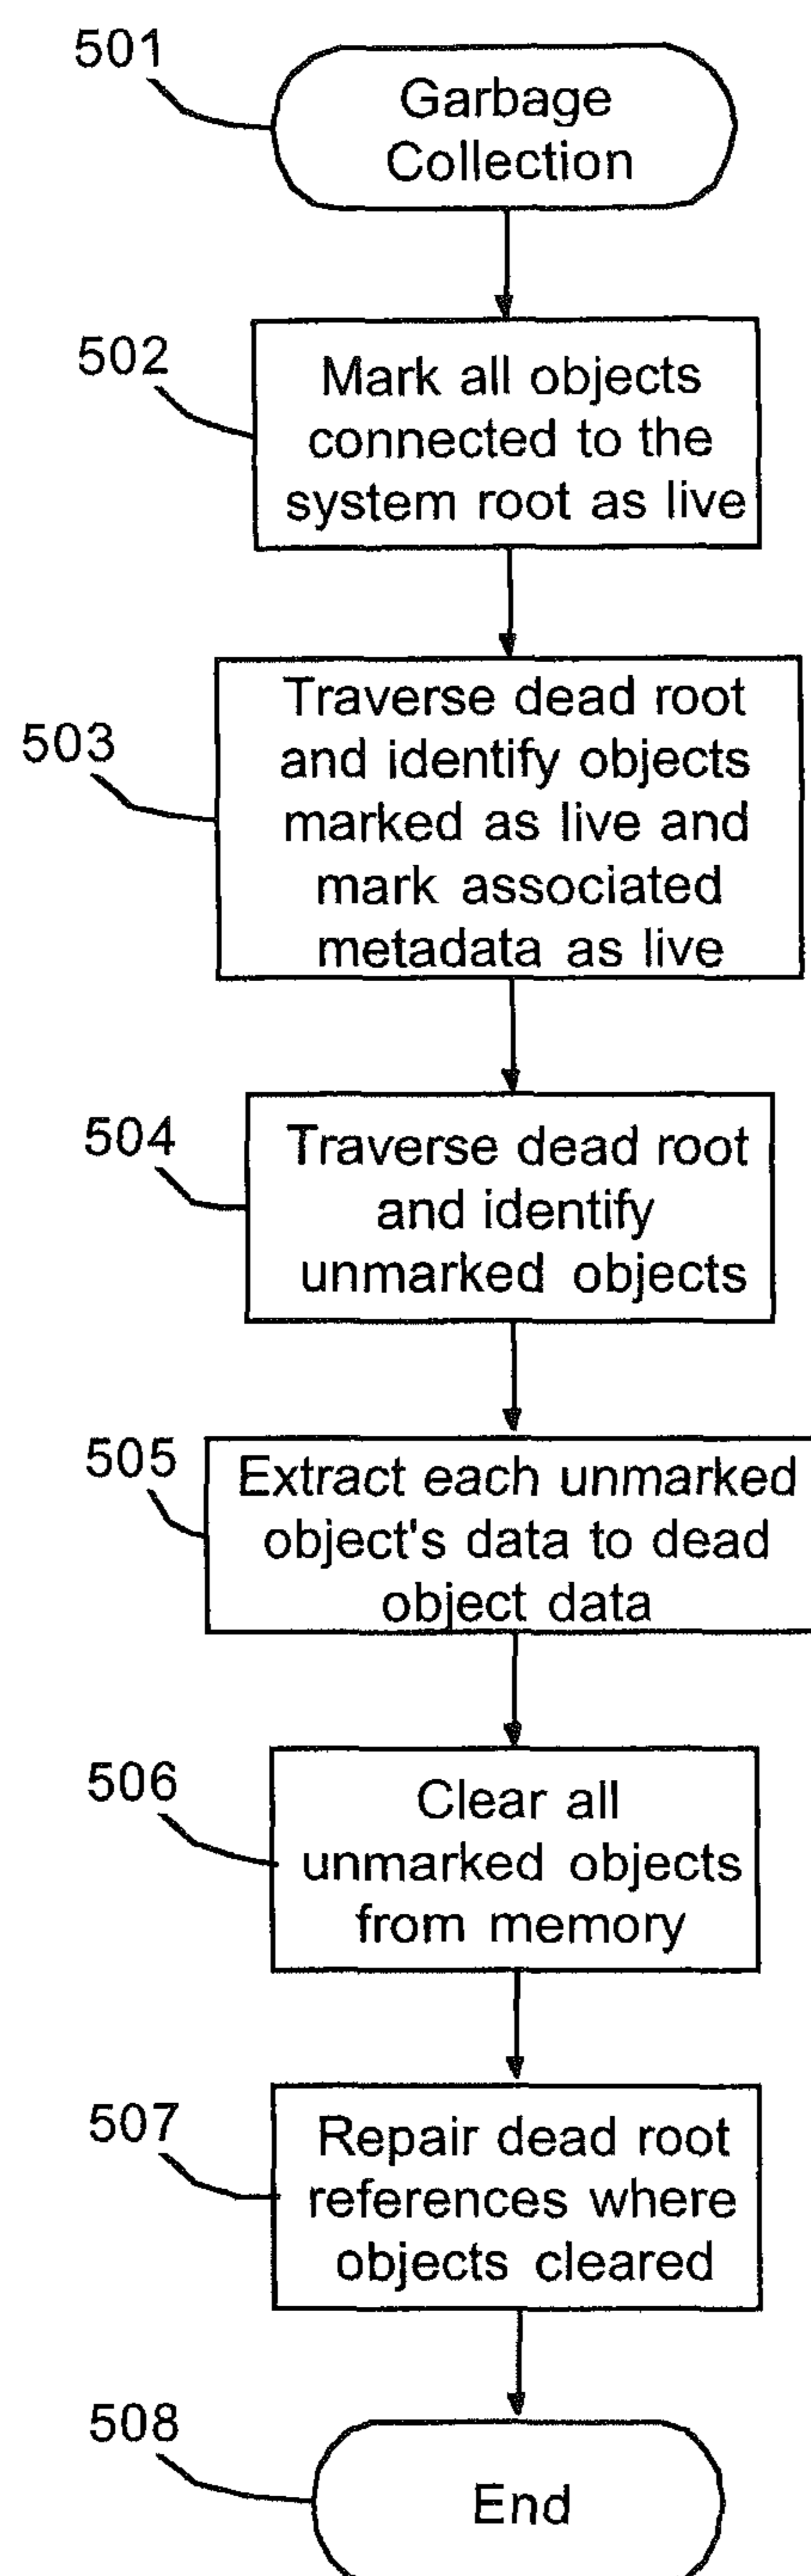 501
Garbage
Collection
502
Mark all objects
connected to the
system root as live
503
Traverse dead root
and identify objects
marked as live and
mark associated
metadata as live
504
Traverse dead root
and identify
unmarked objects
505
Extract each unmarked
object's data to dead
object data
506
Clear all
unmarked objects
from memory
507
Repair dead root
references where
objects cleared
508
End